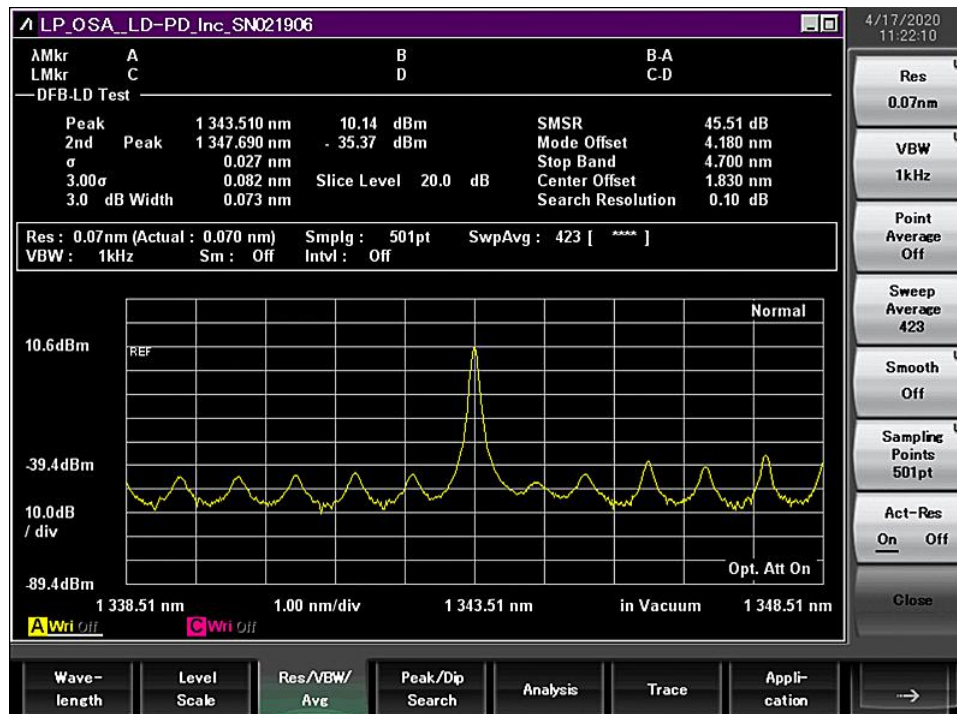 LP_OSA__LD-PD_Inc_SN021906
4/17/2020
11:22:10
λMkr A B B-A
LMkr C D C-D
DFB-LD Test
Peak 1 343.510 nm 10.14 dBm SMSR 45.51 dB
2nd Peak 1 347.690 nm - 35.37 dBm Mode Offset 4.180 nm
σ 0.027 nm Stop Band 4.700 nm
3.00σ 0.082 nm Slice Level 20.0 dB Center Offset 1.830 nm
3.0 dB Width 0.073 nm Search Resolution 0.10 dB
Res : 0.07nm (Actual : 0.070 nm) Smplg : 501pt SwpAvg : 423 [ **** ]
VBW : 1kHz Sm : Off Intvl : Off
Normal
10.6dBm
REF
-39.4dBm
10.0dB
/ div
Opt. Att On
-89.4dBm
1 338.51 nm 1.00 nm/div 1 343.51 nm in Vacuum 1 348.51 nm
A Wri Off C Wri Off
Res
0.07nm
VBW
1kHz
Point
Average
Off
Sweep
Average
423
Smooth
Off
Sampling
Points
501pt
Act-Res
On Off
Close
Wave-
length
Level
Scale
Res/VBW/
Avg
Peak/Dip
Search
Analysis
Trace
Appli-
cation
→